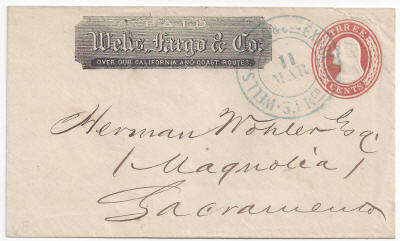 PAID
Wells, Fargo & Co.
OVER OUR CALIFORNIA AND COAST ROUTES.
WELLS
11
MAR
THREE
CENTS
Herman Wohler Esq.
(Magnolia)
Sacramento